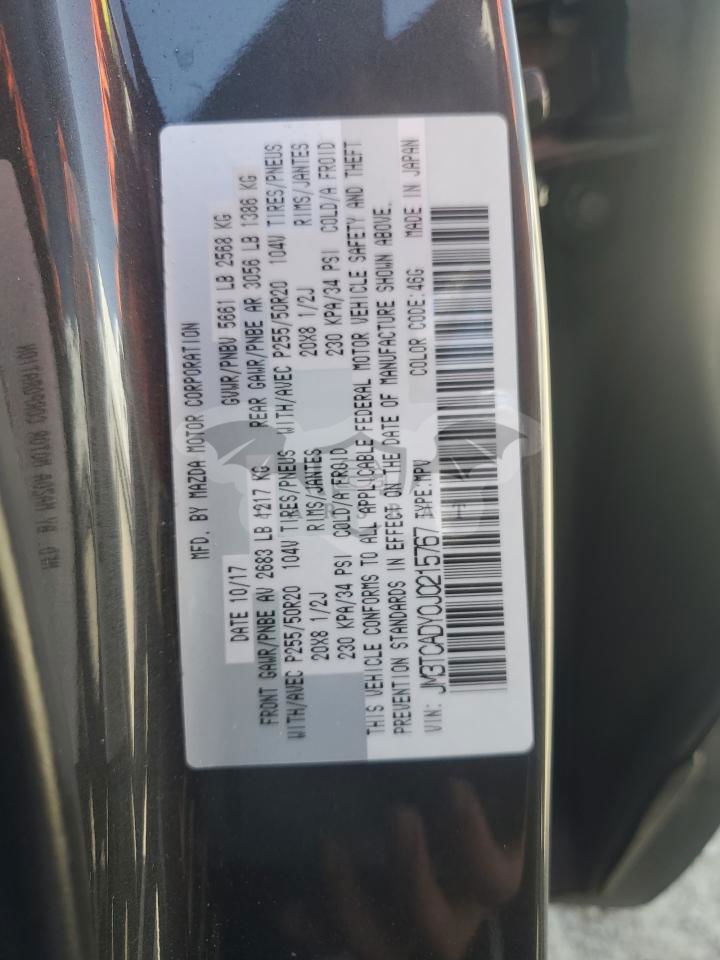 MFD. BY MAZDA MOTOR CORPORATION
DATE 10/17 GVWR/PNBV 5661 LB 2568 KG
FRONT GAWR/PNBE AV 2683 LB 1217 KG REAR GAWR/PNBE AR 3056 LB 1386 KG
WITH/AVEC P255/50R20 104V TIRES/PNEUS WITH/AVEC P255/50R20 104V TIRES/PNEUS
20X8 1/2J RIMS/JANTES 20X8 1/2J RIMS/JANTES
230 KPA/34 PSI COLD/A FROID 230 KPA/34 PSI COLD/A FROID
THIS VEHICLE CONFORMS TO ALL APPLICABLE FEDERAL MOTOR VEHICLE SAFETY AND THEFT
PREVENTION STANDARDS IN EFFECT ON THE DATE OF MANUFACTURE SHOWN ABOVE.
VIN: JM3TCADY0J0215767 TYPE:MPV COLOR CODE:46G MADE IN JAPAN